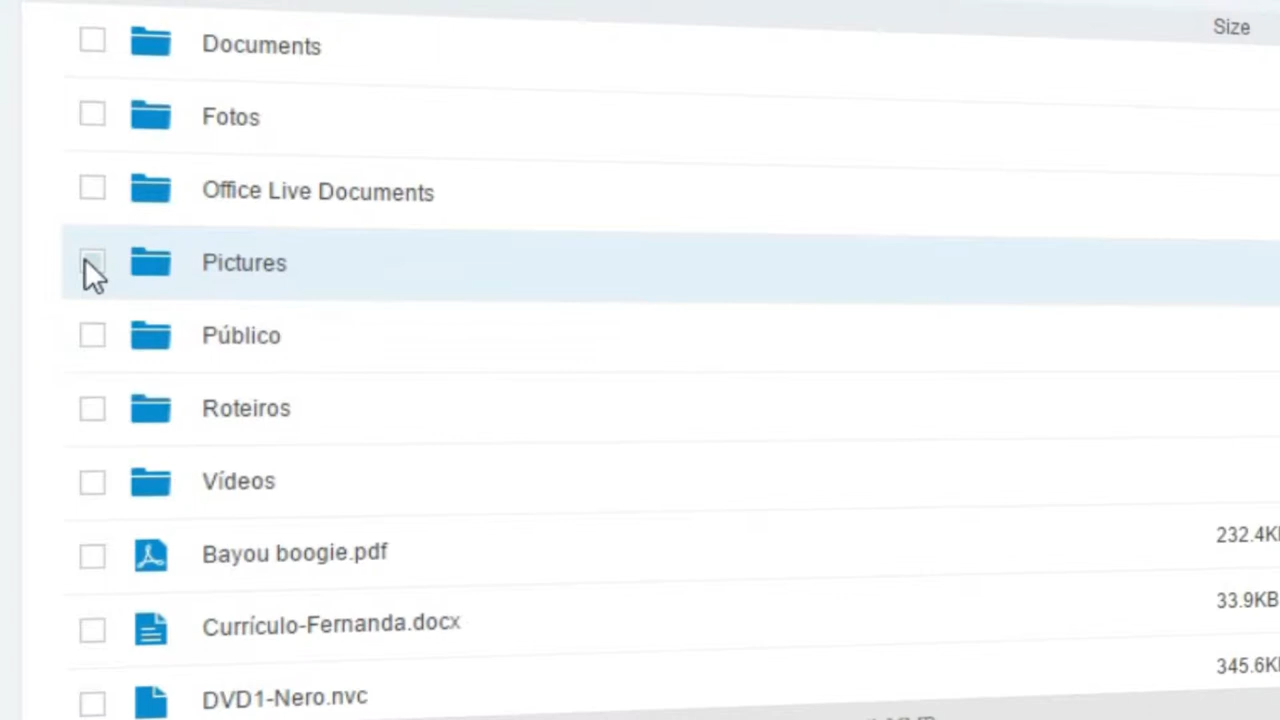 Size
Documents
Fotos
Office Live Documents
Pictures
Público
Roteiros
Vídeos
Bayou boogie.pdf
232.4K
Currículo-Fernanda.docx
33.9KB
DVD1-Nero.nvc
345.6K